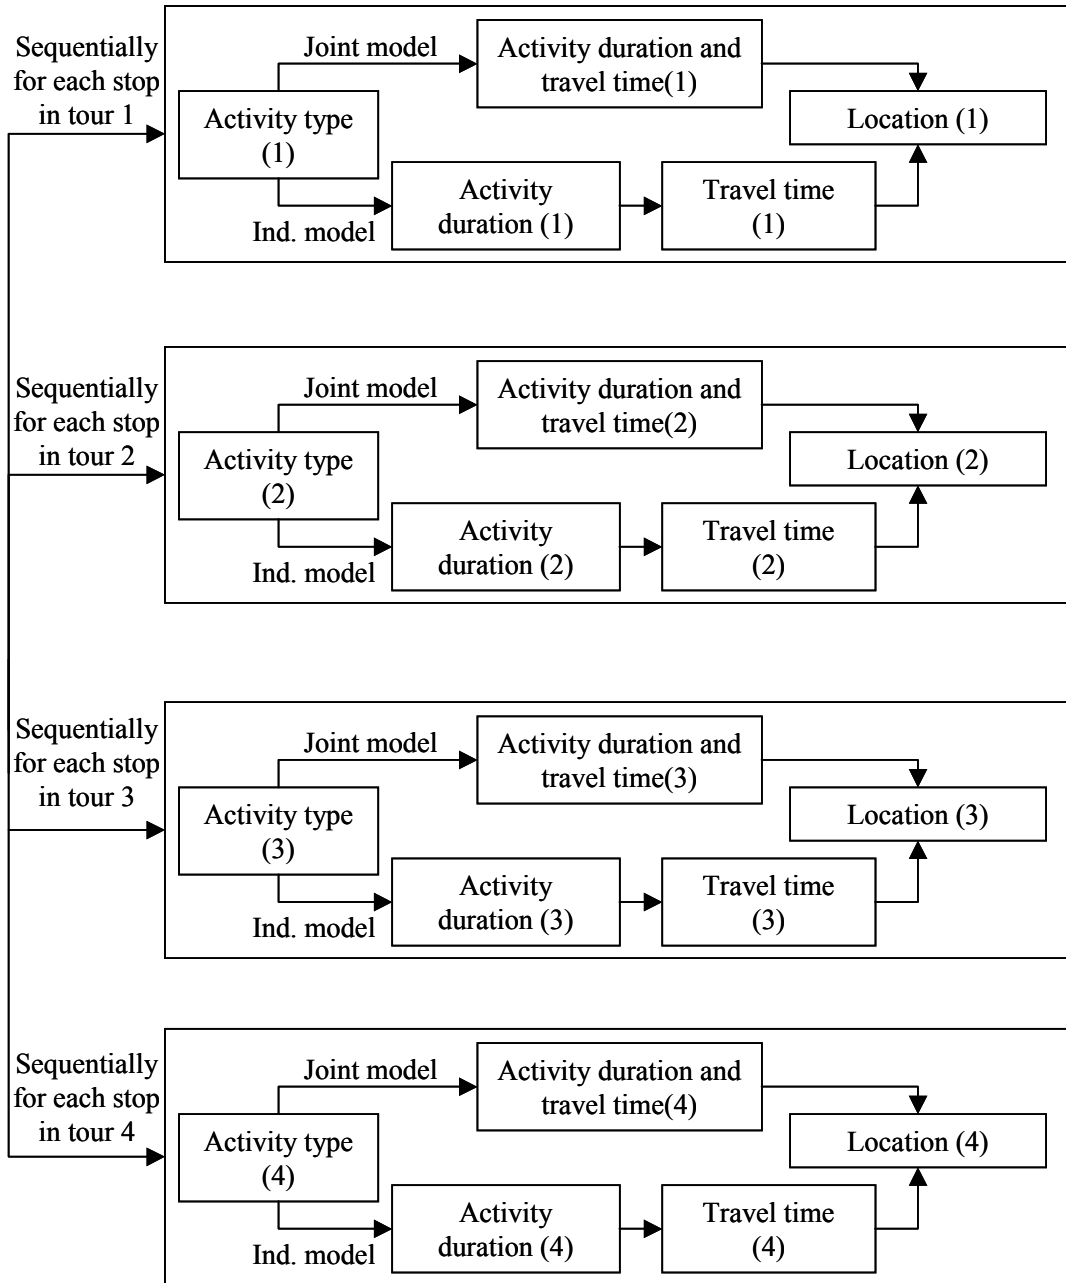 Sequentially
for each stop
in tour 1
Joint model
Activity duration and
travel time(1)
Activity type
(1)
Location (1)
Ind. model
Activity
duration (1)
Travel time
(1)
Sequentially
for each stop
in tour 2
Joint model
Activity duration and
travel time(2)
Activity type
(2)
Location (2)
Ind. model
Activity
duration (2)
Travel time
(2)
Sequentially
for each stop
in tour 3
Joint model
Activity duration and
travel time(3)
Activity type
(3)
Location (3)
Ind. model
Activity
duration (3)
Travel time
(3)
Sequentially
for each stop
in tour 4
Joint model
Activity duration and
travel time(4)
Activity type
(4)
Location (4)
Ind. model
Activity
duration (4)
Travel time
(4)